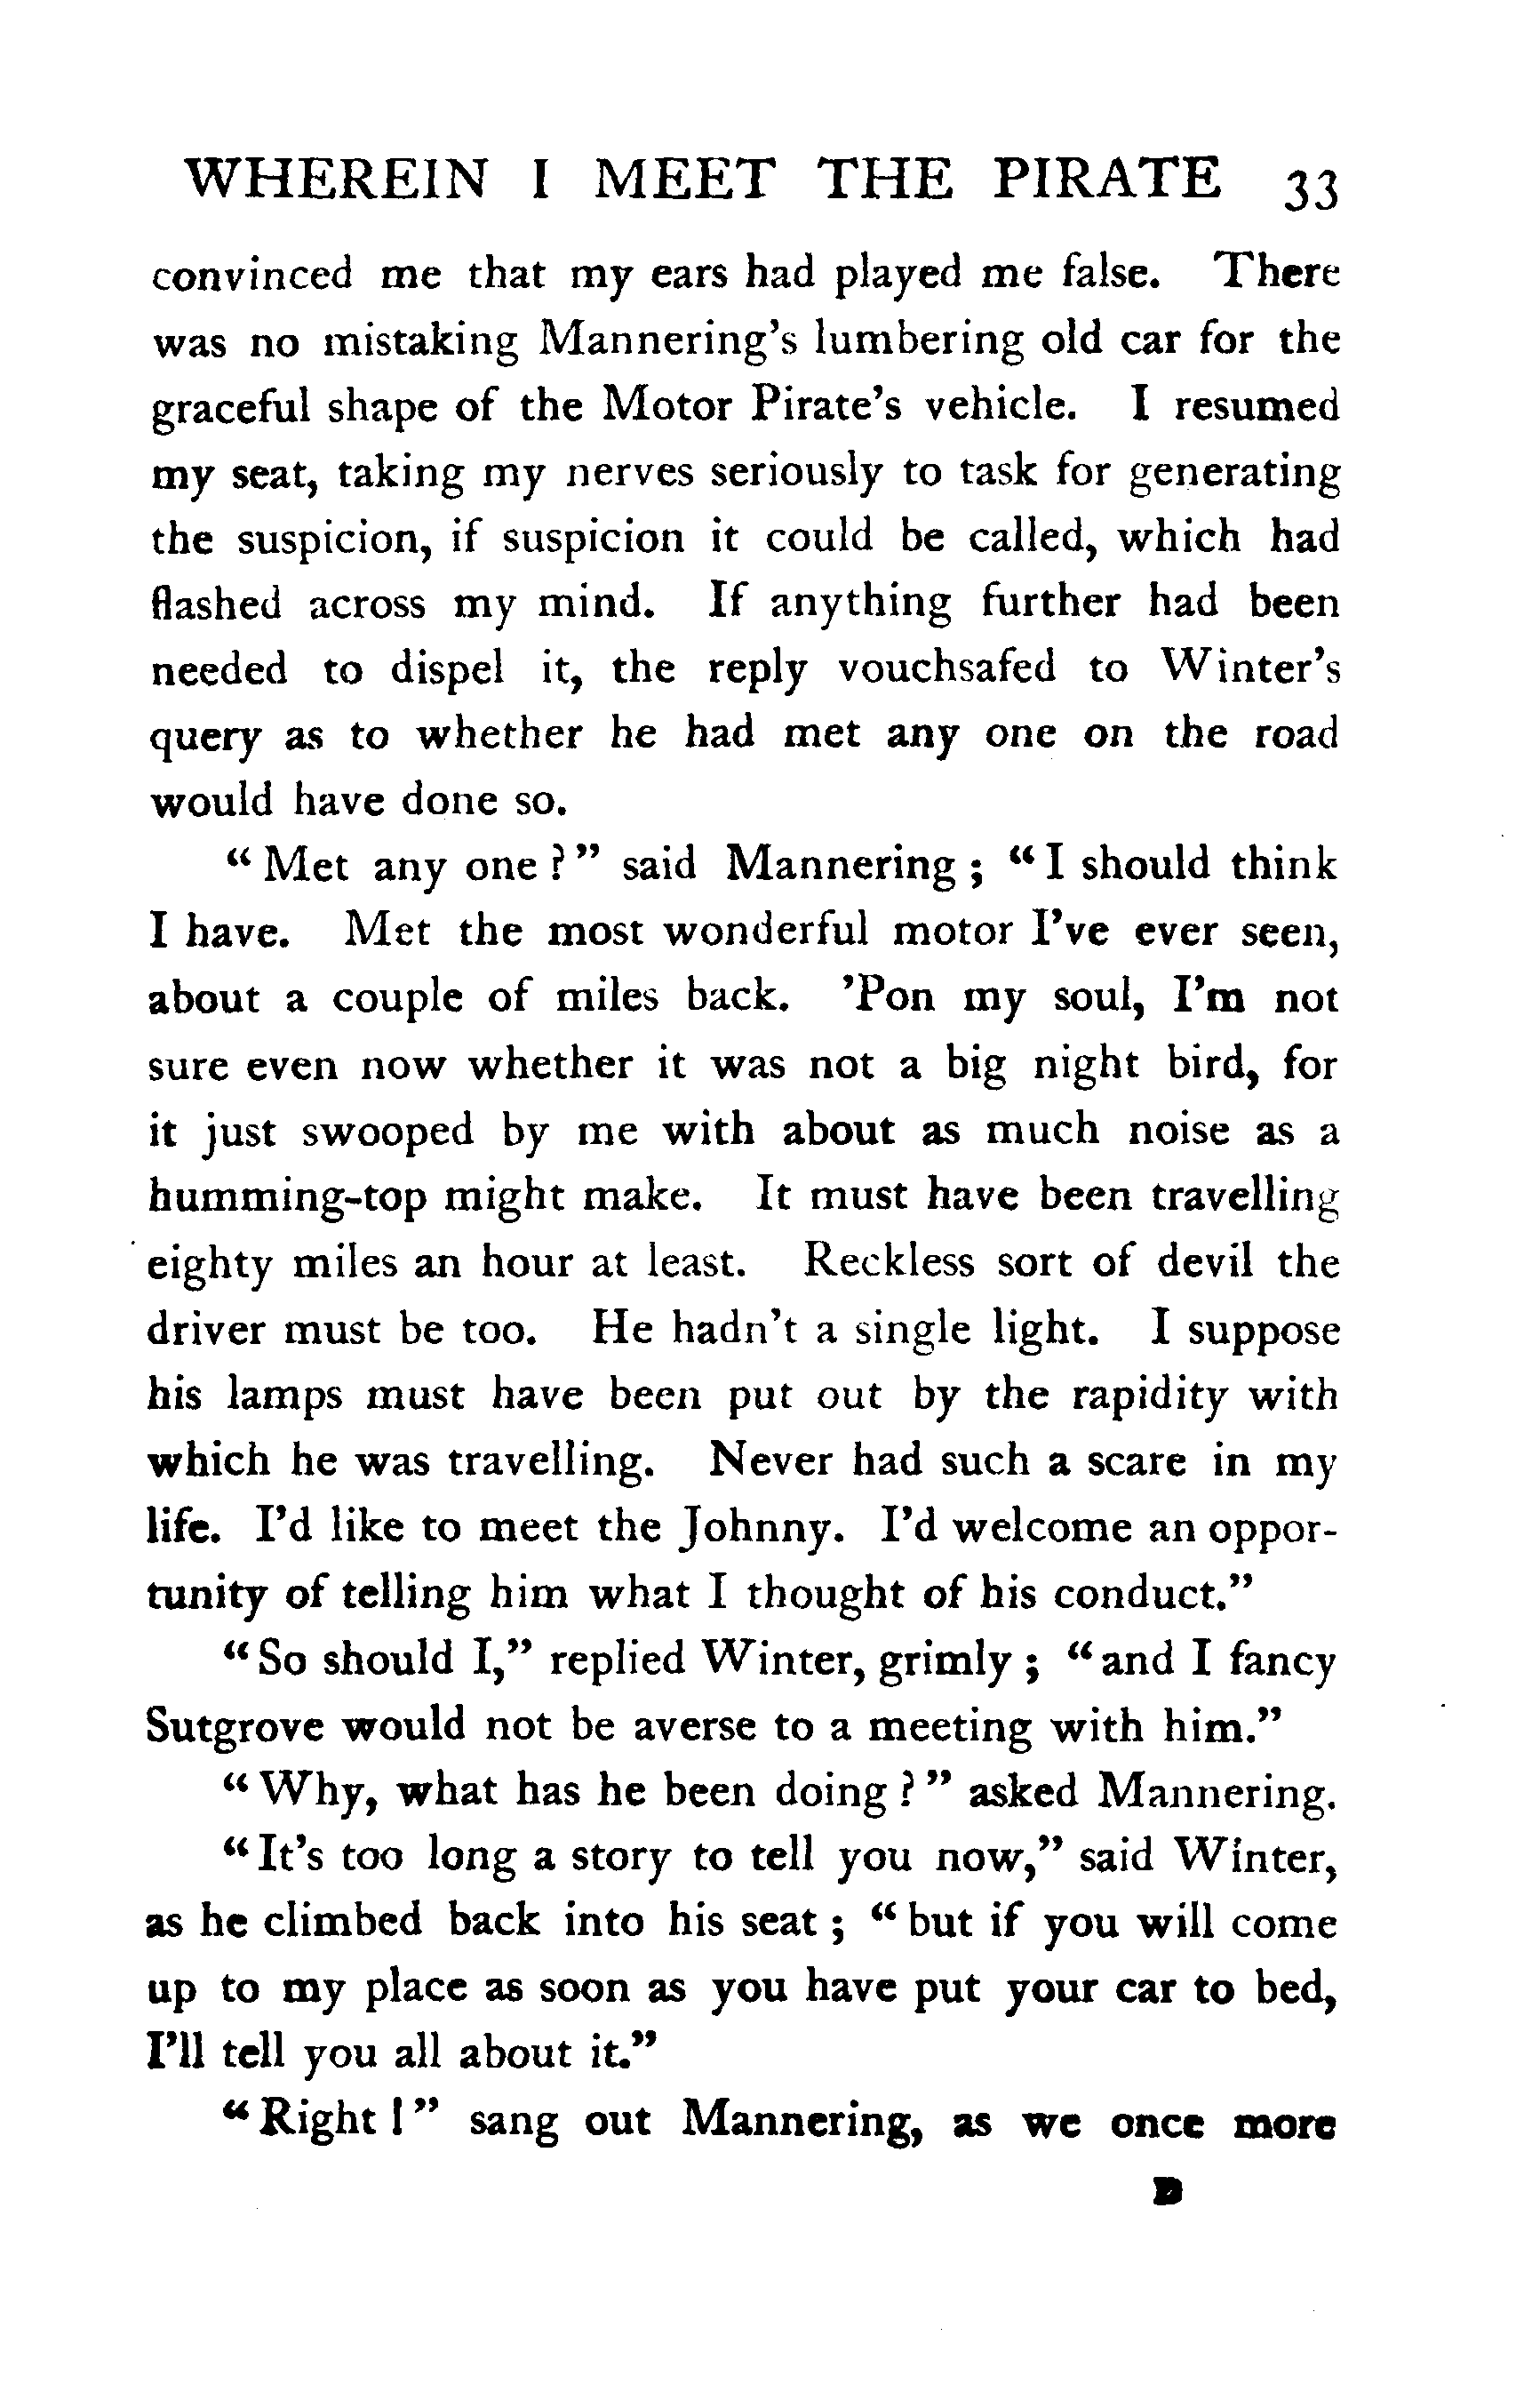 WHEREIN I MEET THE PIRATE 33
convinced me that my ears had played me false. There
was no mistaking Mannering's lumbering old car for the
graceful shape of the Motor Pirate's vehicle. I resumed
my seat, taking my nerves seriously to task for generating
the suspicion, if suspicion it could be called, which had
flashed across my mind. If anything further had been
needed to dispel it, the reply vouchsafed to Winter's
query as to whether he had met any one on the road
would have done so.
“ Met any one ? ” said Mannering ; “ I should think
I have. Met the most wonderful motor I've ever seen,
about a couple of miles back. 'Pon my soul, I'm not
sure even now whether it was not a big night bird, for
it just swooped by me with about as much noise as a
humming-top might make. It must have been travelling
eighty miles an hour at least. Reckless sort of devil the
driver must be too. He hadn't a single light. I suppose
his lamps must have been put out by the rapidity with
which he was travelling. Never had such a scare in my
life. I'd like to meet the Johnny. I'd welcome an oppor-
tunity of telling him what I thought of his conduct.”
“ So should I,” replied Winter, grimly ; “ and I fancy
Sutgrove would not be averse to a meeting with him.”
“ Why, what has he been doing ? ” asked Mannering.
“ It's too long a story to tell you now,” said Winter,
as he climbed back into his seat ; “ but if you will come
up to my place as soon as you have put your car to bed,
I'll tell you all about it.”
“ Right ! ” sang out Mannering, as we once more
D